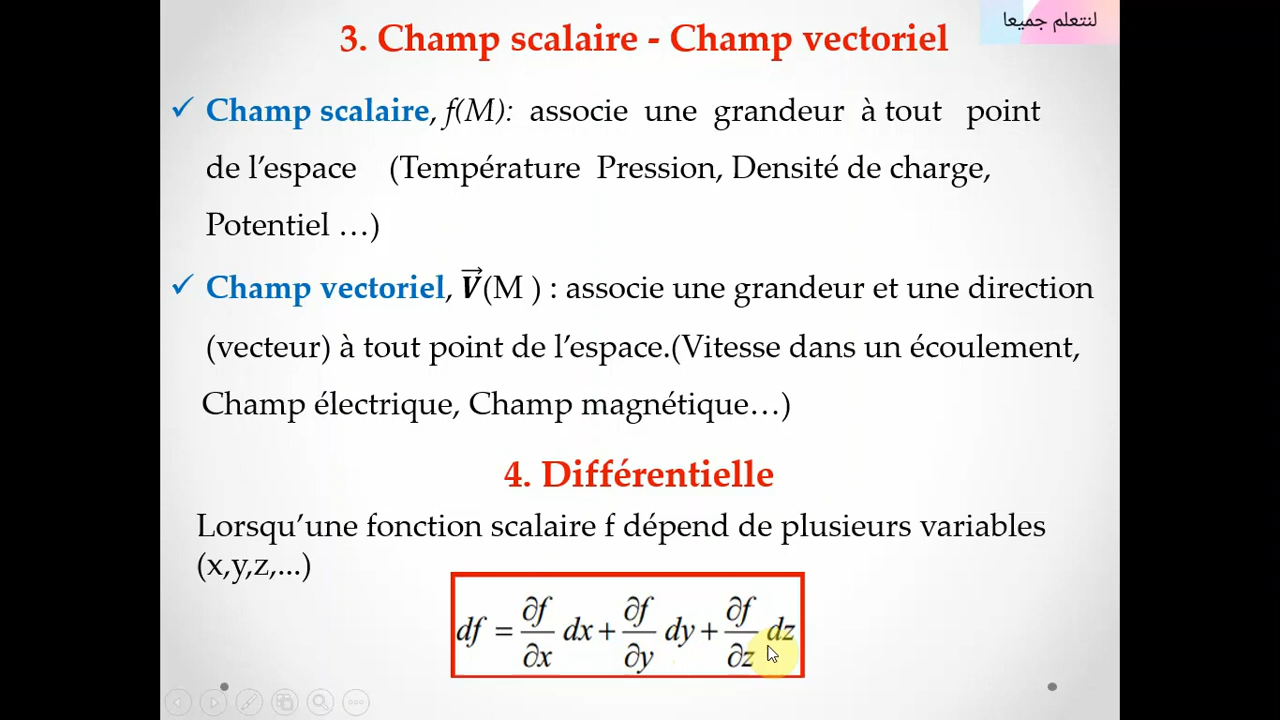 لنتعلم جميعا
3. Champ scalaire - Champ vectoriel
✓ Champ scalaire, f(M): associe une grandeur à tout point
de l’espace (Température Pression, Densité de charge,
Potentiel …)
✓ Champ vectoriel, V⃗(M ) : associe une grandeur et une direction
(vecteur) à tout point de l’espace.(Vitesse dans un écoulement,
Champ électrique, Champ magnétique…)
4. Différentielle
Lorsqu’une fonction scalaire f dépend de plusieurs variables
(x,y,z,...)
df = ∂f/∂x dx + ∂f/∂y dy + ∂f/∂z dz